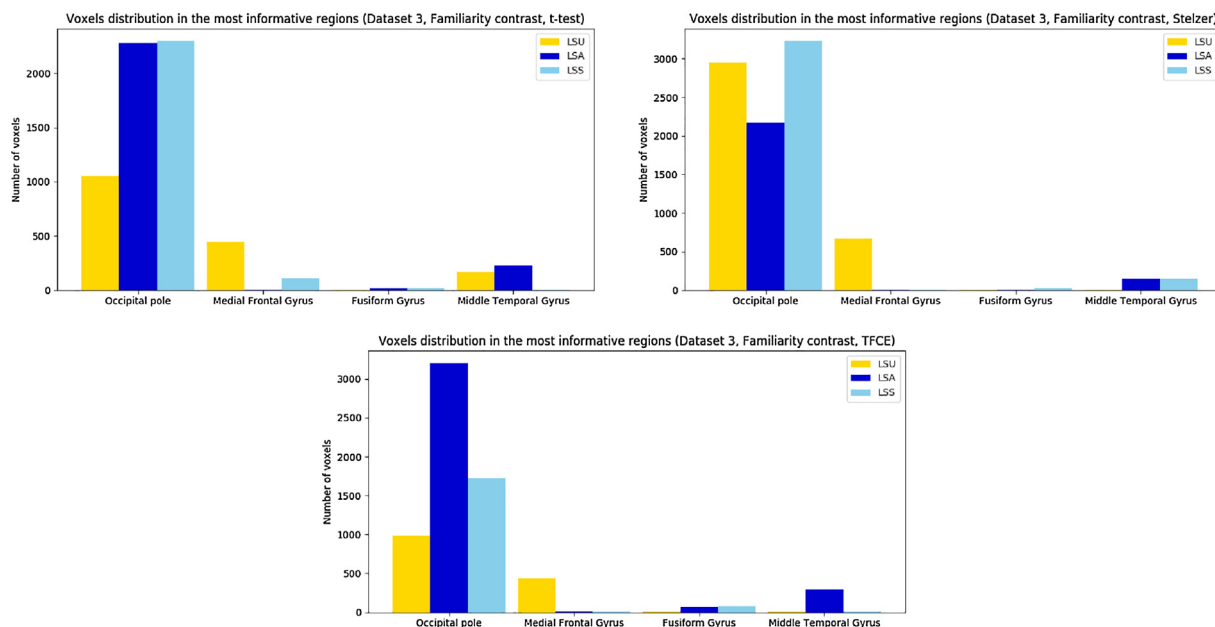 Voxels distribution in the most informative regions (Dataset 3, Familiarity contrast, t-test)
LSU
LSA
LSS
Number of voxels
2000
1500
1000
500
0
Occipital pole
Medial Frontal Gyrus
Fusiform Gyrus
Middle Temporal Gyrus
Voxels distribution in the most informative regions (Dataset 3, Familiarity contrast, Stelzer)
LSU
LSA
LSS
Number of voxels
3000
2500
2000
1500
1000
500
0
Occipital pole
Medial Frontal Gyrus
Fusiform Gyrus
Middle Temporal Gyrus
Voxels distribution in the most informative regions (Dataset 3, Familiarity contrast, TFCE)
LSU
LSA
LSS
Number of voxels
3000
2500
2000
1500
1000
500
0
Occipital pole
Medial Frontal Gyrus
Fusiform Gyrus
Middle Temporal Gyrus